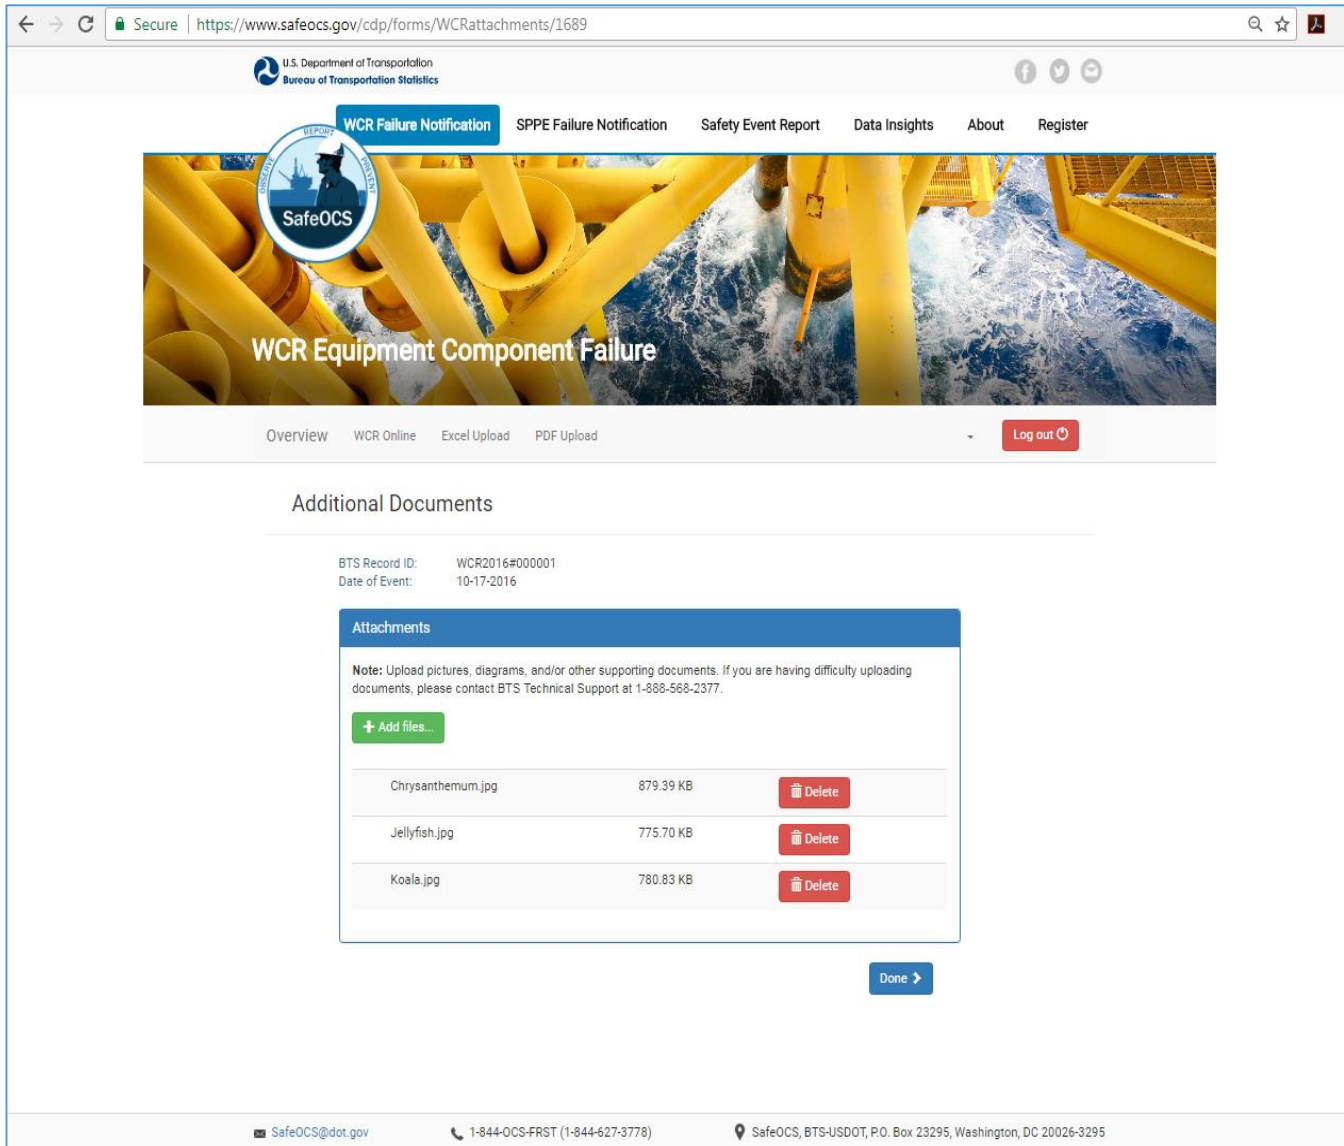 Secure | https://www.safeocs.gov/cdp/forms/WCRattachments/1689
U.S. Department of Transportation
Bureau of Transportation Statistics
WCR Failure Notification SPPE Failure Notification Safety Event Report Data Insights About Register
OBSERVE REPORT PREVENT
SafeOCS
WCR Equipment Component Failure
Overview WCR Online Excel Upload PDF Upload Log out
Additional Documents
BTS Record ID: WCR2016#000001
Date of Event: 10-17-2016
Attachments
Note: Upload pictures, diagrams, and/or other supporting documents. If you are having difficulty uploading
documents, please contact BTS Technical Support at 1-888-568-2377.
+ Add files...
Chrysanthemum.jpg 879.39 KB Delete
Jellyfish.jpg 775.70 KB Delete
Koala.jpg 780.83 KB Delete
Done
SafeOCS@dot.gov 1-844-OCS-FRST (1-844-627-3778) SafeOCS, BTS-USDOT, P.O. Box 23295, Washington, DC 20026-3295